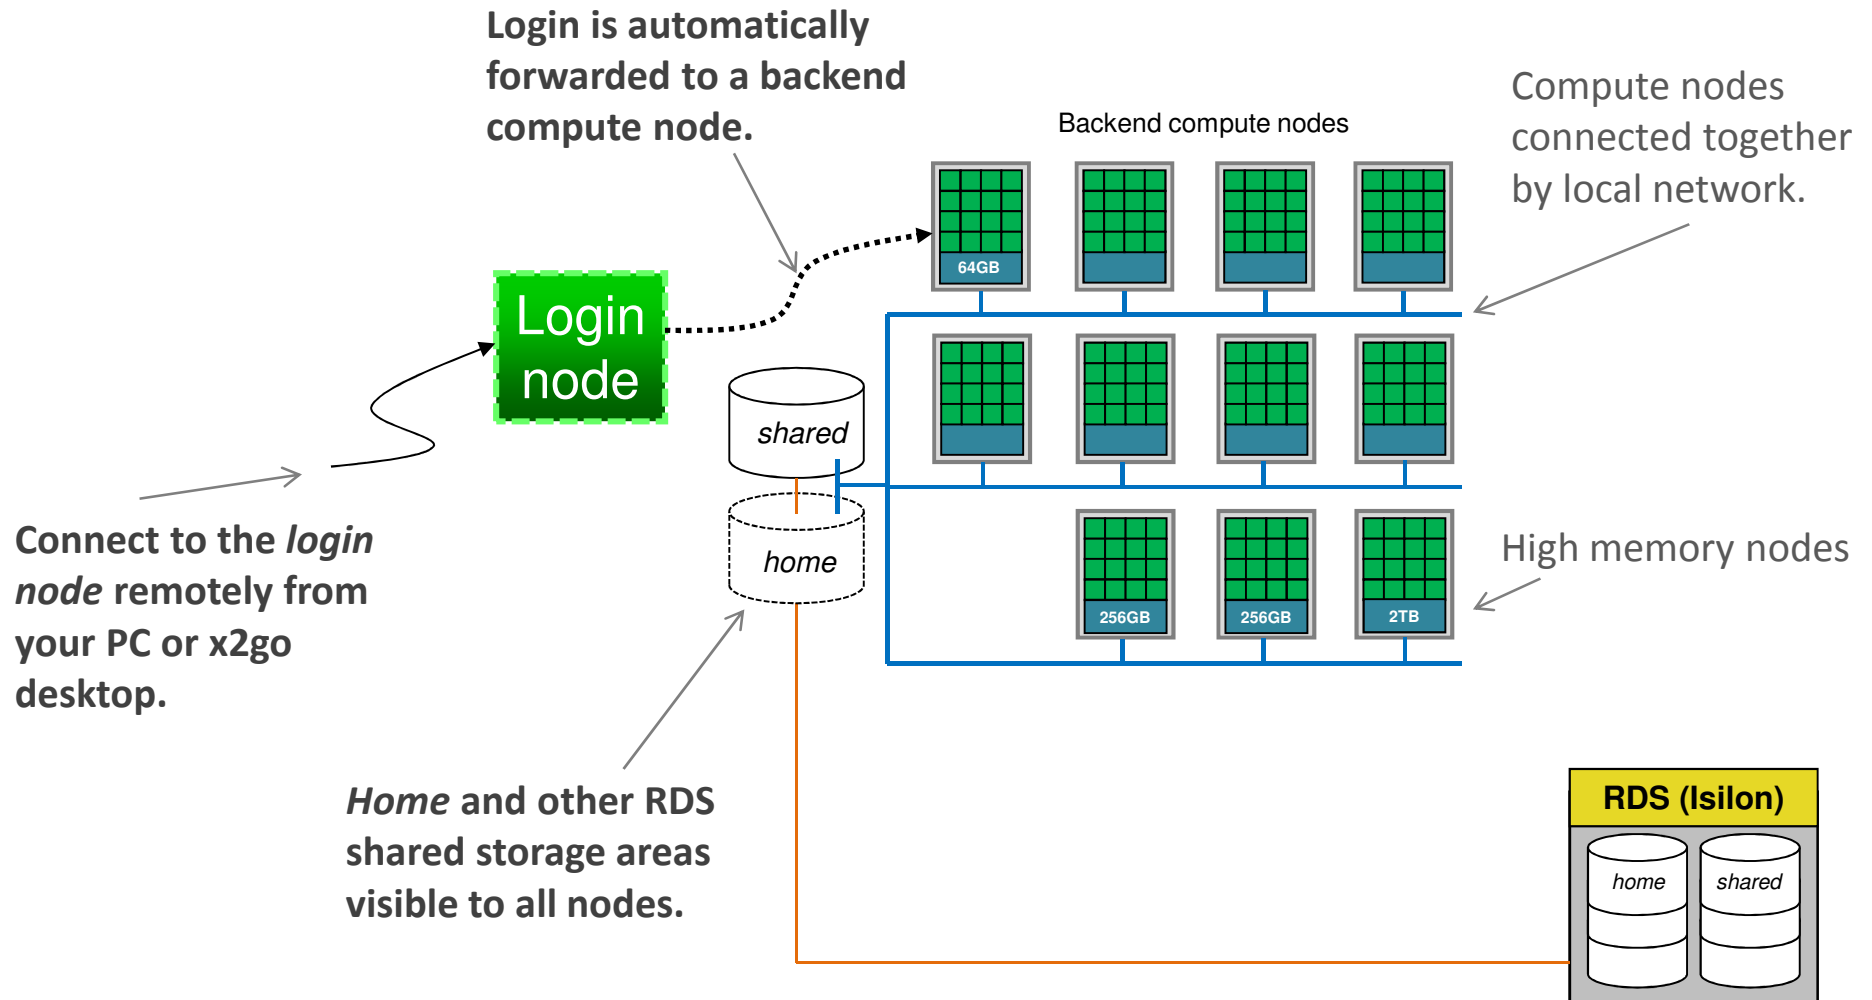 Login is automatically
forwarded to a backend
compute node.
Backend compute nodes
Compute nodes
connected together
by local network.
64GB
Login
node
shared
home
Connect to the login
node remotely from
your PC or x2go
desktop.
High memory nodes
256GB
256GB
2TB
Home and other RDS
shared storage areas
visible to all nodes.
RDS (Isilon)
home
shared